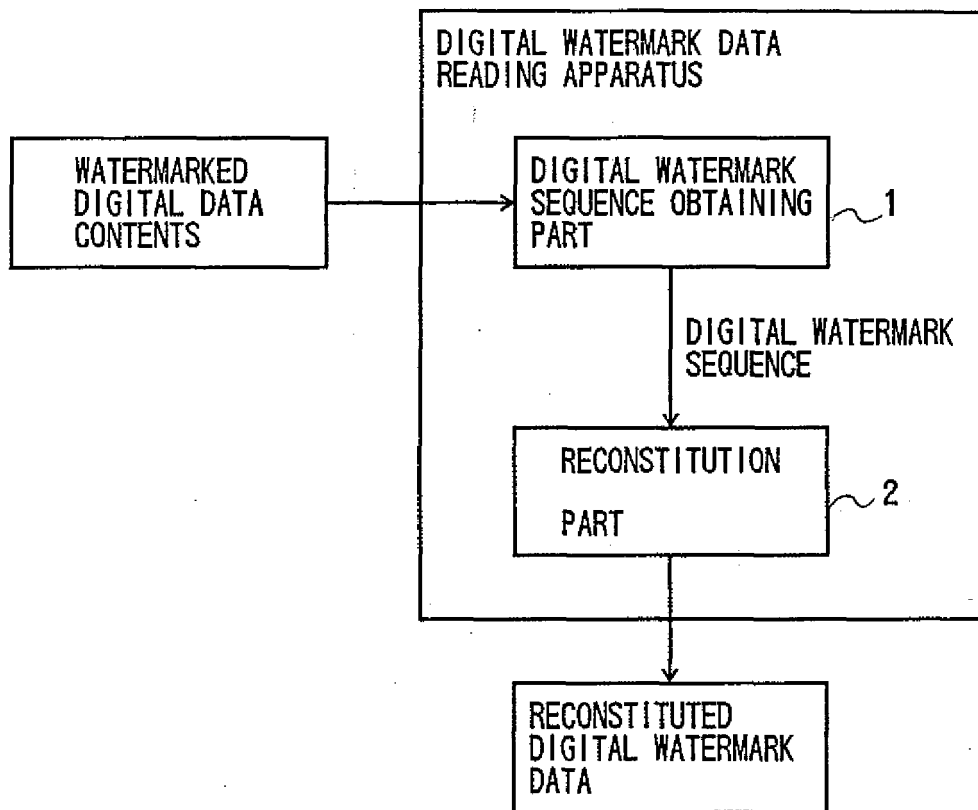 DIGITAL WATERMARK DATA
READING APPARATUS
WATERMARKED
DIGITAL DATA
CONTENTS
DIGITAL WATERMARK
SEQUENCE OBTAINING
PART
1
DIGITAL WATERMARK
SEQUENCE
RECONSTITUTION
PART
2
RECONSTITUTED
DIGITAL WATERMARK
DATA